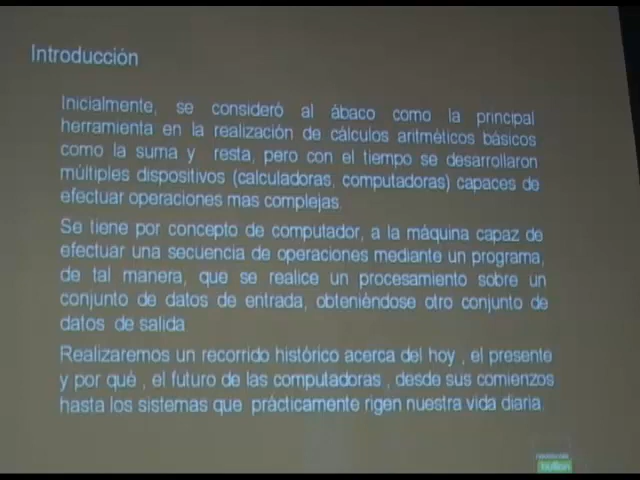 Introducción
Inicialmente, se consideró al ábaco como la principal
herramienta en la realización de cálculos aritméticos básicos
como la suma y resta, pero con el tiempo se desarrollaron
múltiples dispositivos (calculadoras, computadoras) capaces de
efectuar operaciones mas complejas.
Se tiene por concepto de computador, a la máquina capaz de
efectuar una secuencia de operaciones mediante un programa,
de tal manera, que se realice un procesamiento sobre un
conjunto de datos de entrada, obteniéndose otro conjunto de
datos de salida
Realizaremos un recorrido histórico acerca del hoy , el presente
y por qué , el futuro de las computadoras , desde sus comienzos
hasta los sistemas que prácticamente rigen nuestra vida diaria.